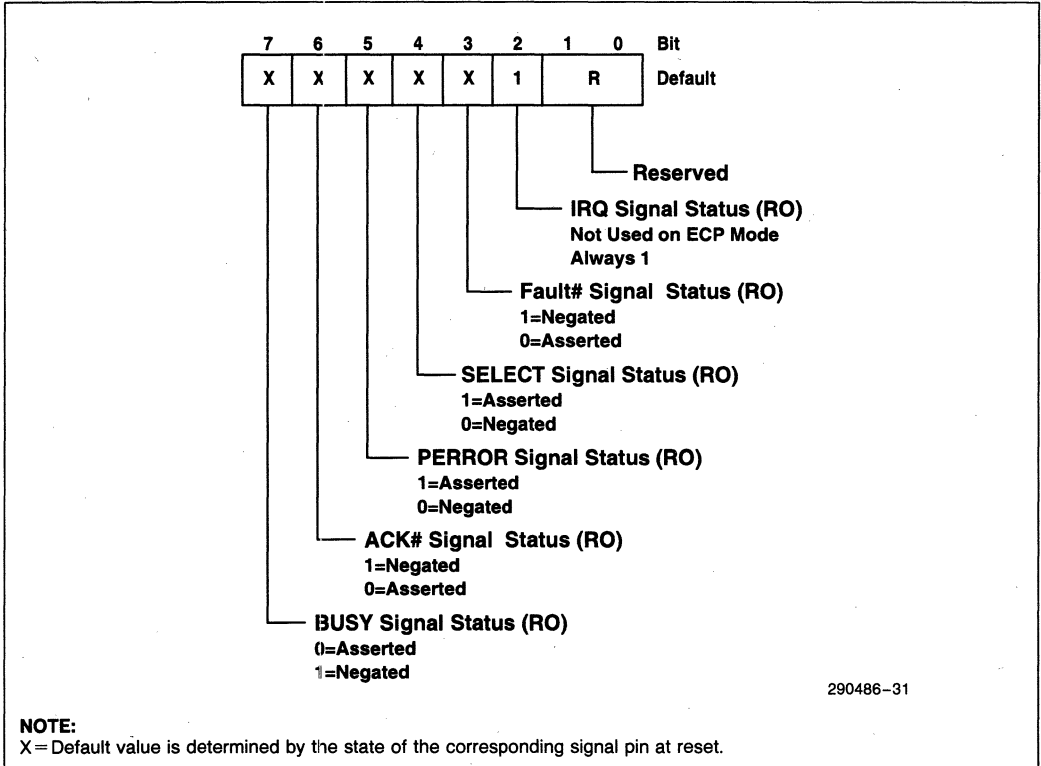 7 6 5 4 3 2 1 0 Bit
X X X X X 1 R Default
Reserved
IRQ Signal Status (RO)
Not Used on ECP Mode
Always 1
Fault# Signal Status (RO)
1=Negated
0=Asserted
SELECT Signal Status (RO)
1=Asserted
0=Negated
PERROR Signal Status (RO)
1=Asserted
0=Negated
ACK# Signal Status (RO)
1=Negated
0=Asserted
BUSY Signal Status (RO)
0=Asserted
1=Negated
290486–31
NOTE:
X=Default value is determined by the state of the corresponding signal pin at reset.